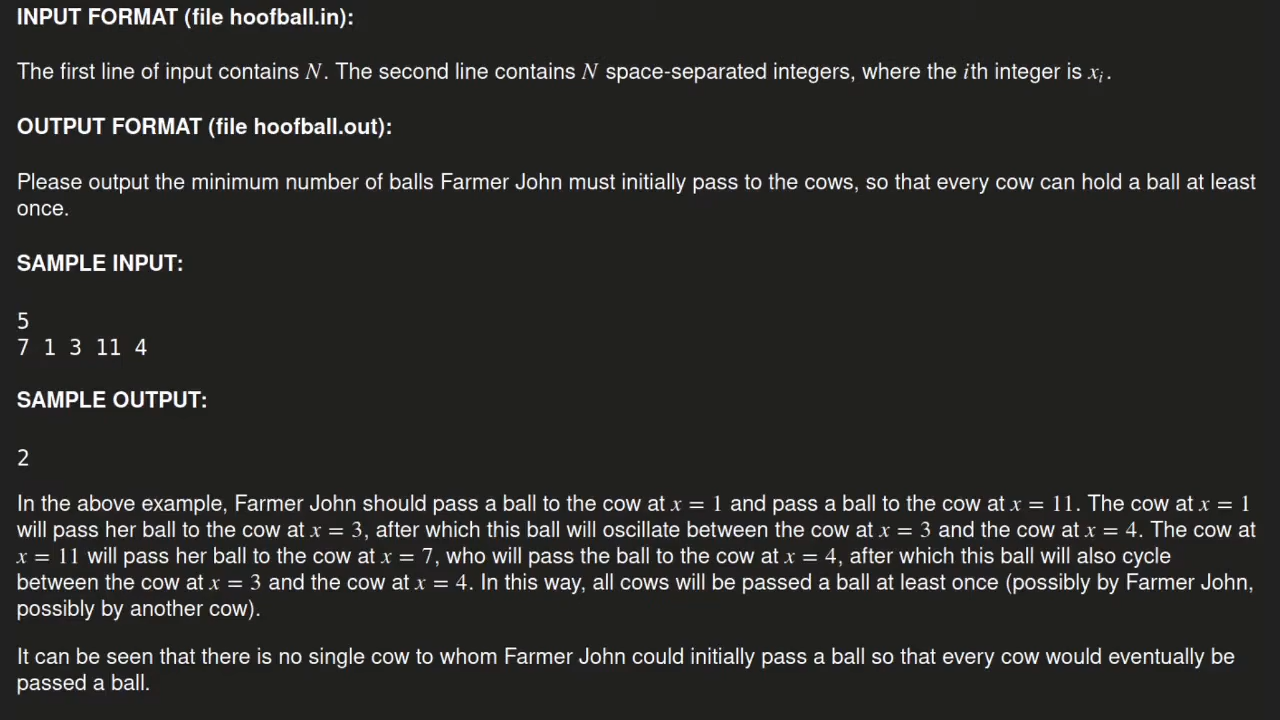 INPUT FORMAT (file hoofball.in):
The first line of input contains N. The second line contains N space-separated integers, where the ith integer is xᵢ.
OUTPUT FORMAT (file hoofball.out):
Please output the minimum number of balls Farmer John must initially pass to the cows, so that every cow can hold a ball at least
once.
SAMPLE INPUT:
5
7 1 3 11 4
SAMPLE OUTPUT:
2
In the above example, Farmer John should pass a ball to the cow at x = 1 and pass a ball to the cow at x = 11. The cow at x = 1
will pass her ball to the cow at x = 3, after which this ball will oscillate between the cow at x = 3 and the cow at x = 4. The cow at
x = 11 will pass her ball to the cow at x = 7, who will pass the ball to the cow at x = 4, after which this ball will also cycle
between the cow at x = 3 and the cow at x = 4. In this way, all cows will be passed a ball at least once (possibly by Farmer John,
possibly by another cow).
It can be seen that there is no single cow to whom Farmer John could initially pass a ball so that every cow would eventually be
passed a ball.